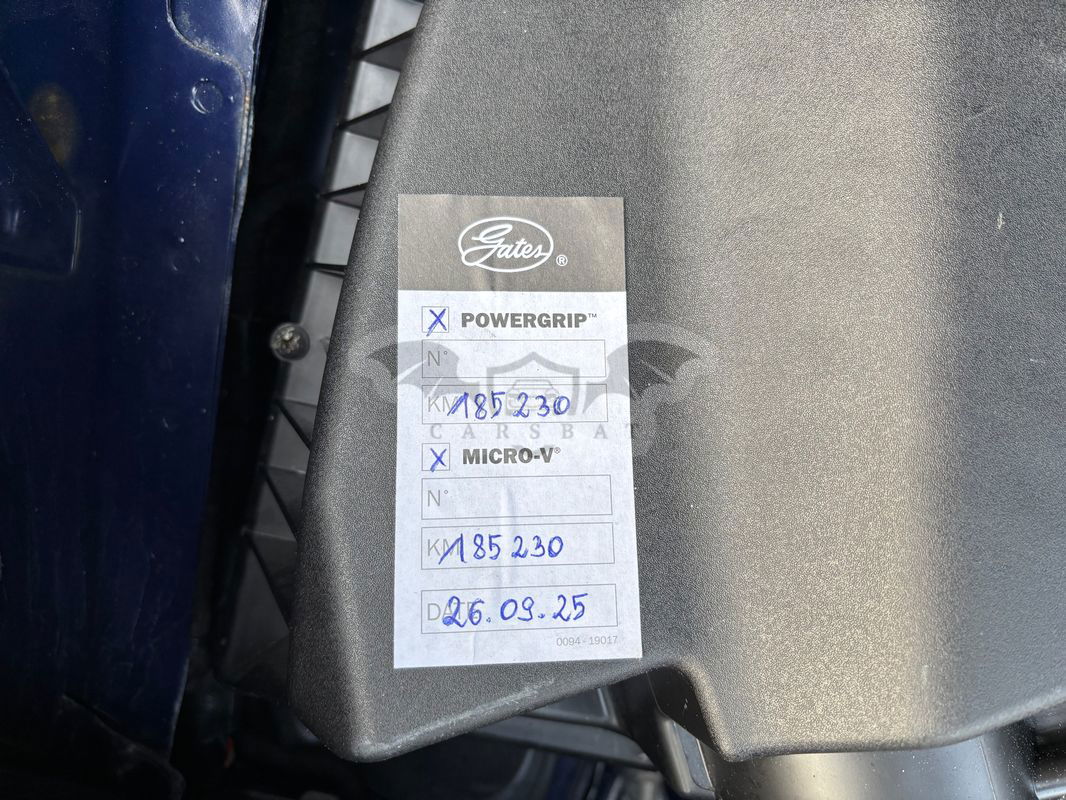 Gates®
X POWERGRIP™
N°
KM 185 230
CARSBAT
X MICRO-V®
N°
KM 185 230
DATE 26.09.25
0094-19017